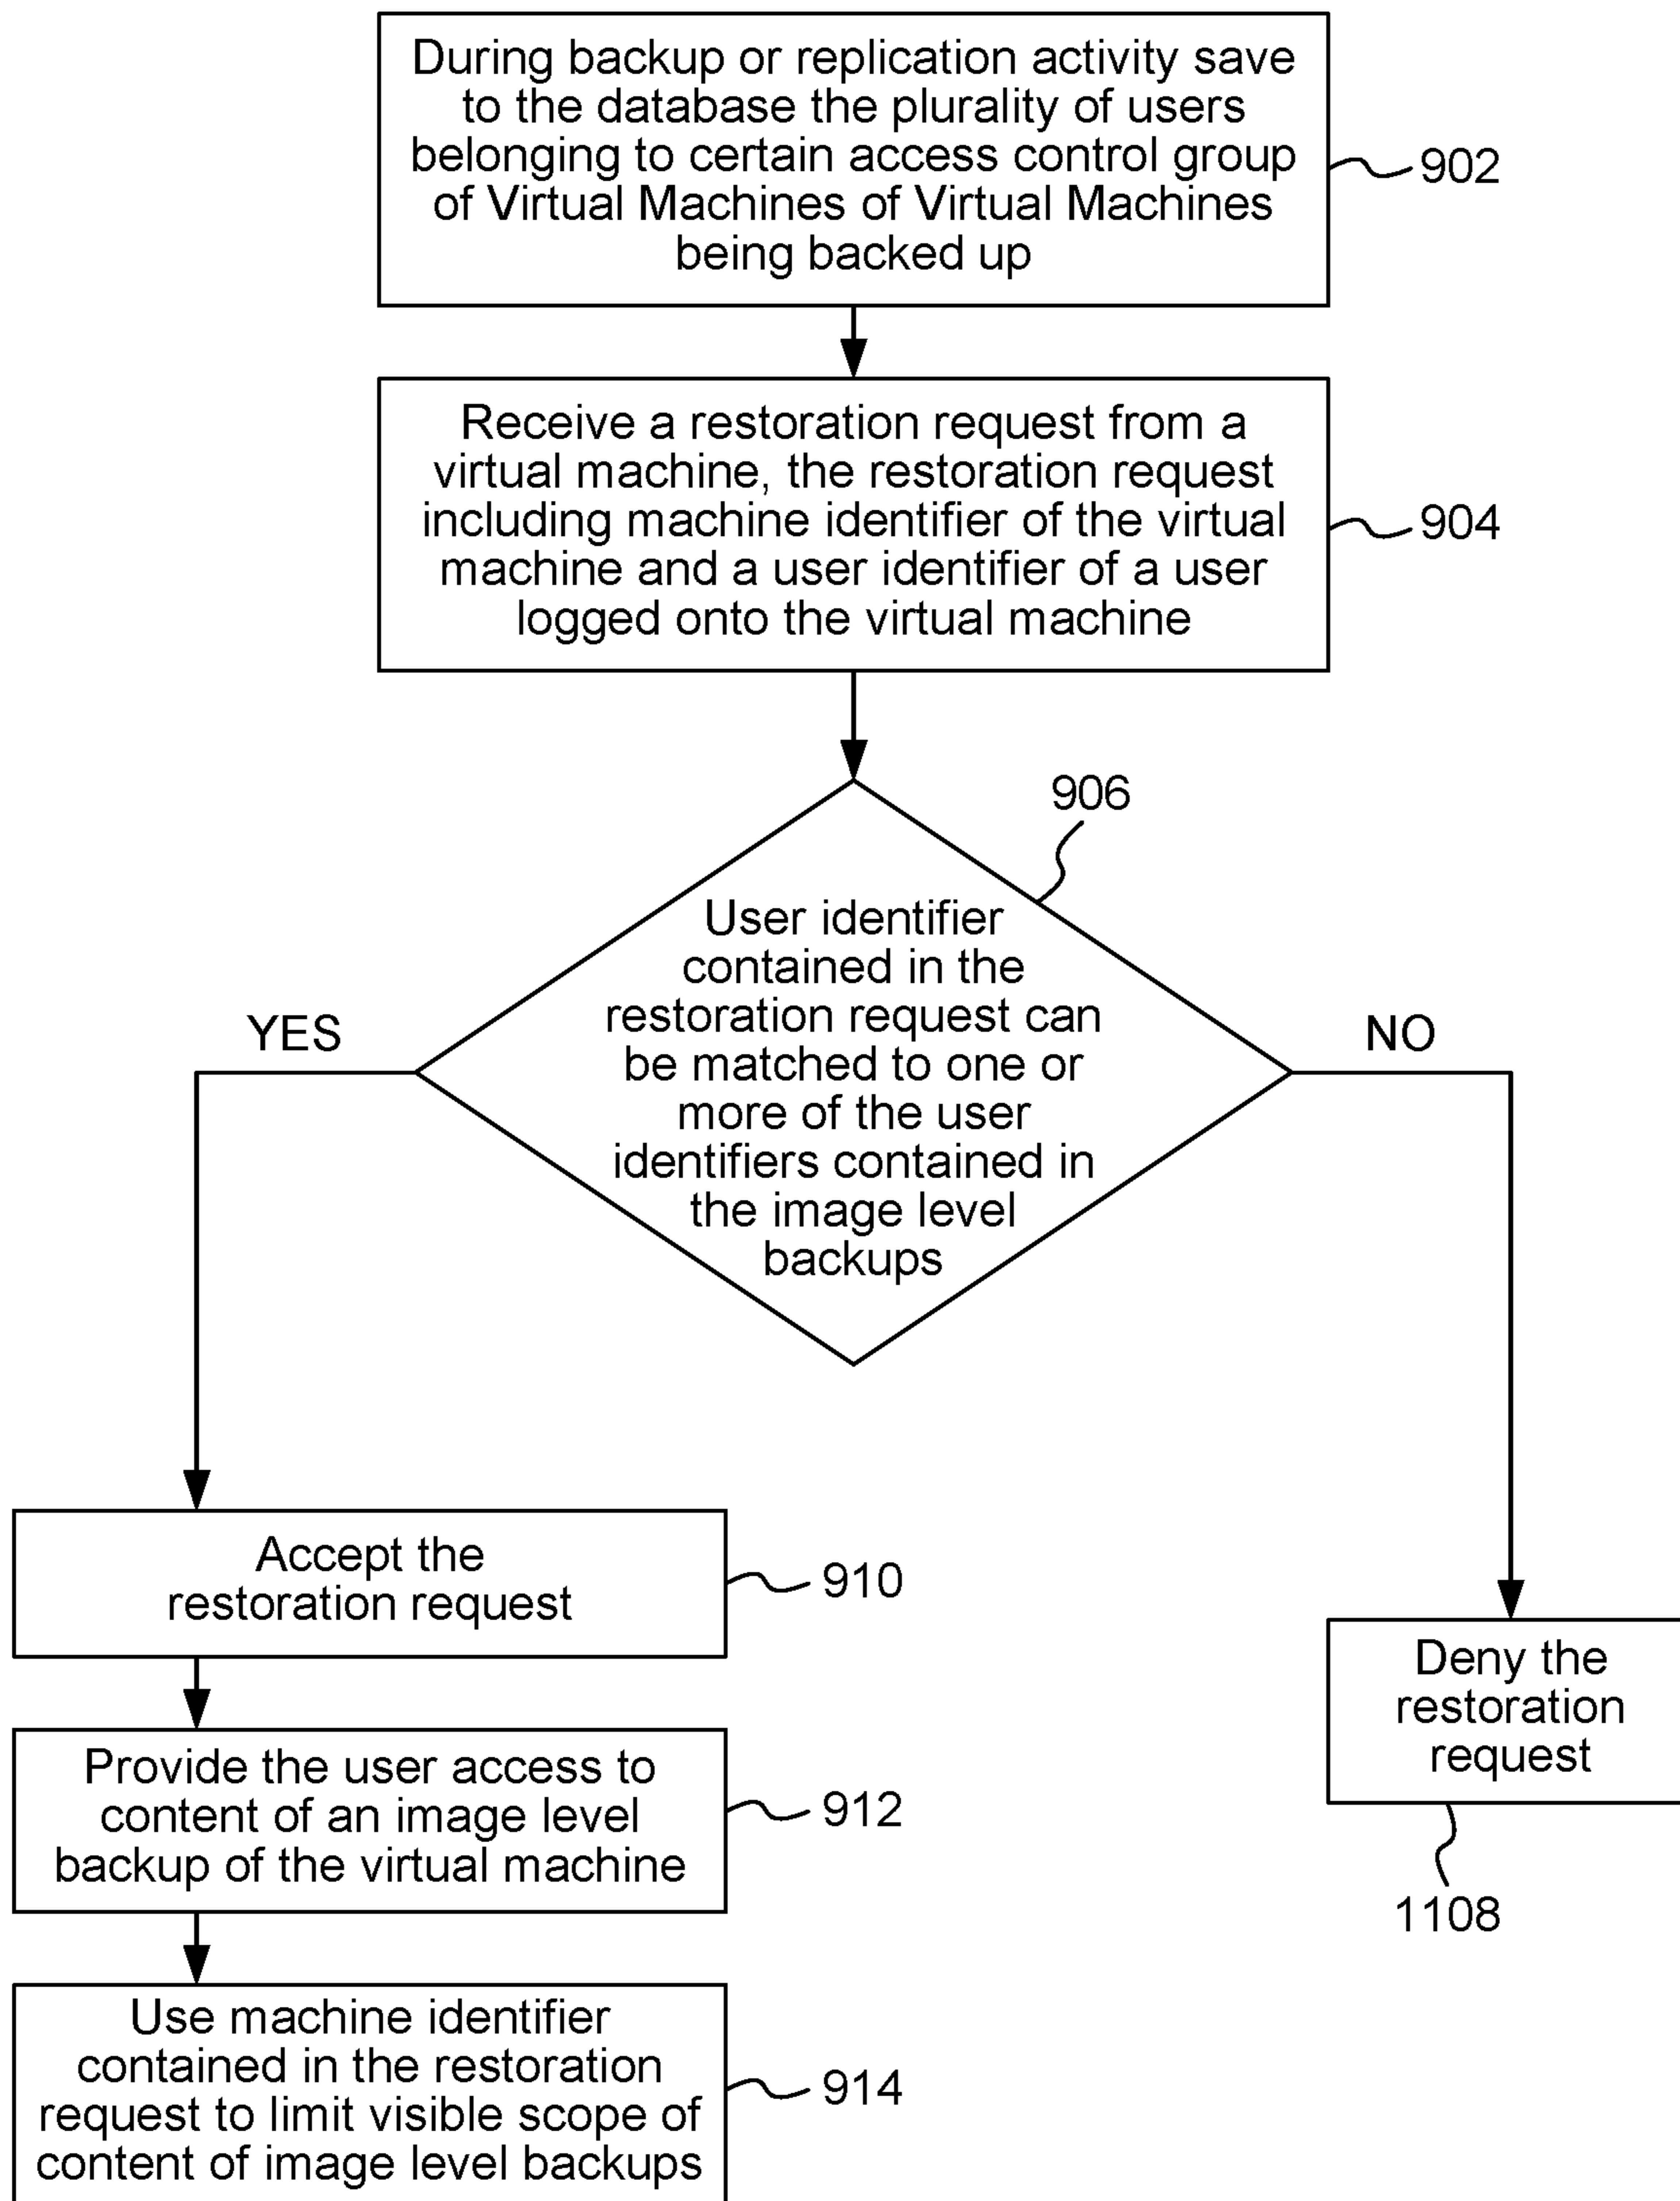 During backup or replication activity save
to the database the plurality of users
belonging to certain access control group
of Virtual Machines of Virtual Machines
being backed up
902
Receive a restoration request from a
virtual machine, the restoration request
including machine identifier of the virtual
machine and a user identifier of a user
logged onto the virtual machine
904
906
User identifier
contained in the
restoration request can
be matched to one or
more of the user
identifiers contained in
the image level
backups
YES
NO
Accept the
restoration request
910
Deny the
restoration
request
1108
Provide the user access to
content of an image level
backup of the virtual machine
912
Use machine identifier
contained in the restoration
request to limit visible scope of
content of image level backups
914